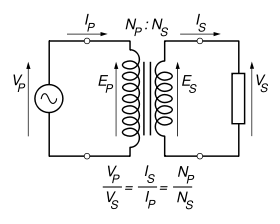 I_P N_P : N_S I_S
V_P E_P E_S V_S
V_P/V_S = I_S/I_P = N_P/N_S